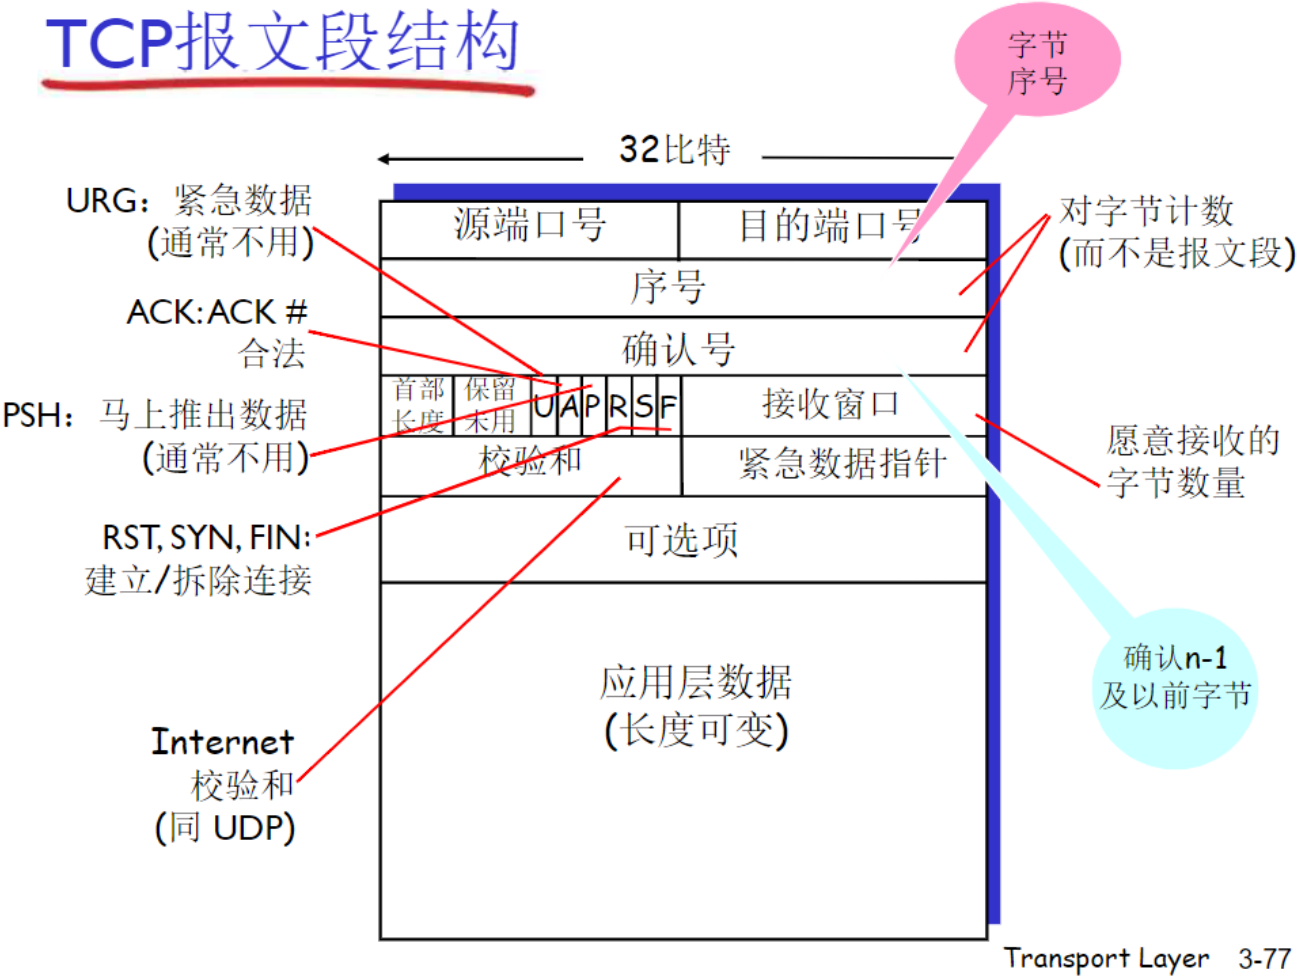 TCP报文段结构
字节
序号
32比特
URG：紧急数据
(通常不用)
ACK: ACK #
合法
PSH：马上推出数据
(通常不用)
RST, SYN, FIN:
建立/拆除连接
Internet
校验和
(同 UDP)
源端口号 目的端口号
序号
确认号
首部
长度
保留
未用
U A P R S F
接收窗口
校验和 紧急数据指针
可选项
应用层数据
(长度可变)
对字节计数
(而不是报文段)
愿意接收的
字节数量
确认n-1
及以前字节
Transport Layer 3-77